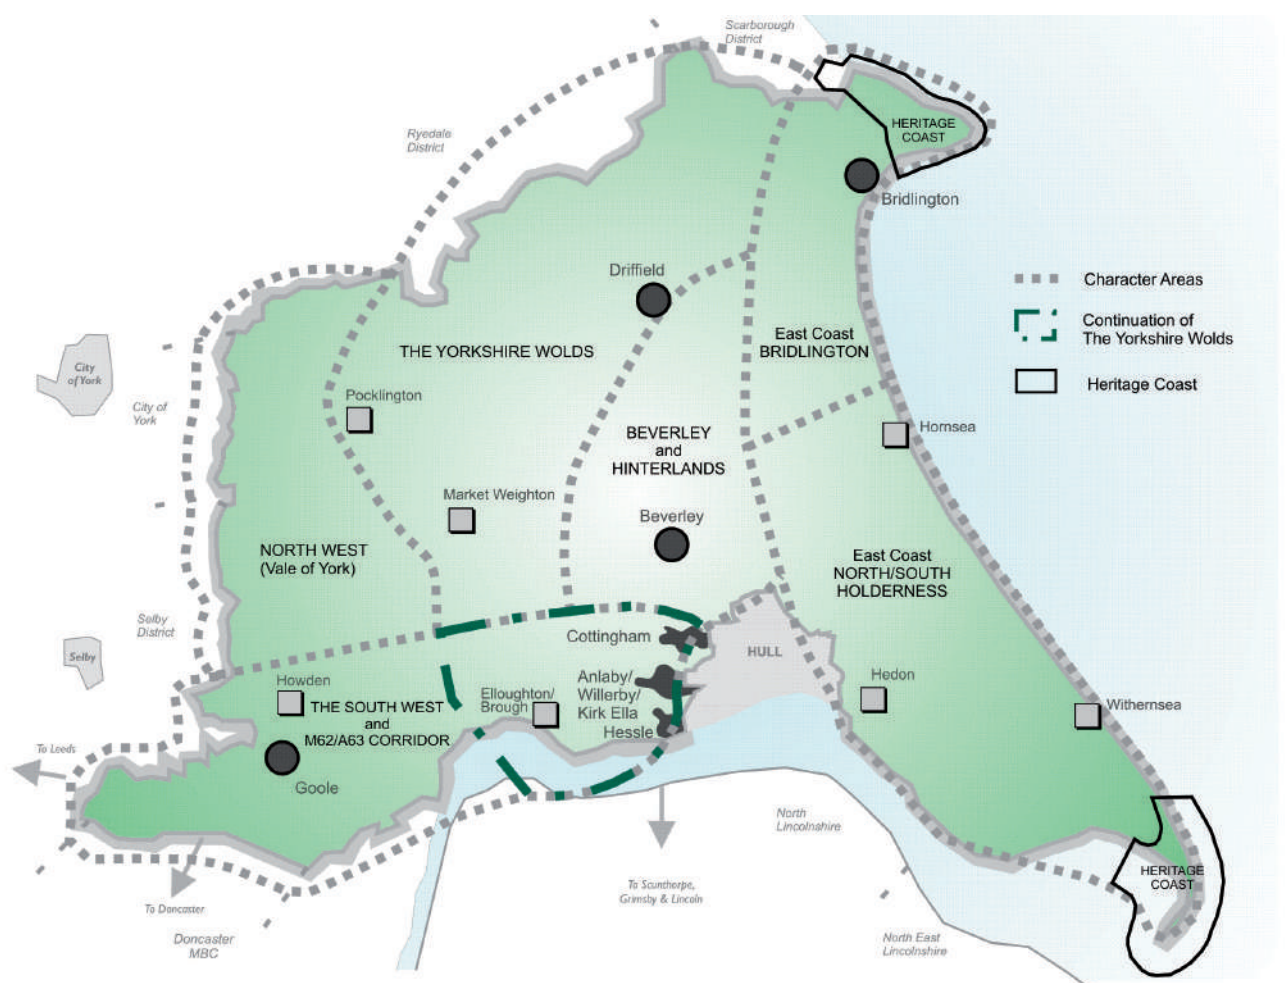 Scarborough
District
Ryedale
District
HERITAGE
COAST
Bridlington
Driffield
Character Areas
Continuation of
The Yorkshire Wolds
Heritage Coast
East Coast
BRIDLINGTON
THE YORKSHIRE WOLDS
City
of York
City of
York
Pocklington
Hornsea
BEVERLEY
and
HINTERLANDS
Market Weighton
Beverley
NORTH WEST
(Vale of York)
East Coast
NORTH/SOUTH
HOLDERNESS
Selby
District
Selby
Cottingham
HULL
Anlaby/
Willerby/
Kirk Ella
Hessle
Hedon
Howden
Elloughton/
Brough
Withernsea
THE SOUTH WEST
and
M62/A63 CORRIDOR
To Leeds
Goole
North
Lincolnshire
HERITAGE
COAST
To Scunthorpe,
Grimsby & Lincoln
To Doncaster
Doncaster
MBC
North East
Lincolnshire